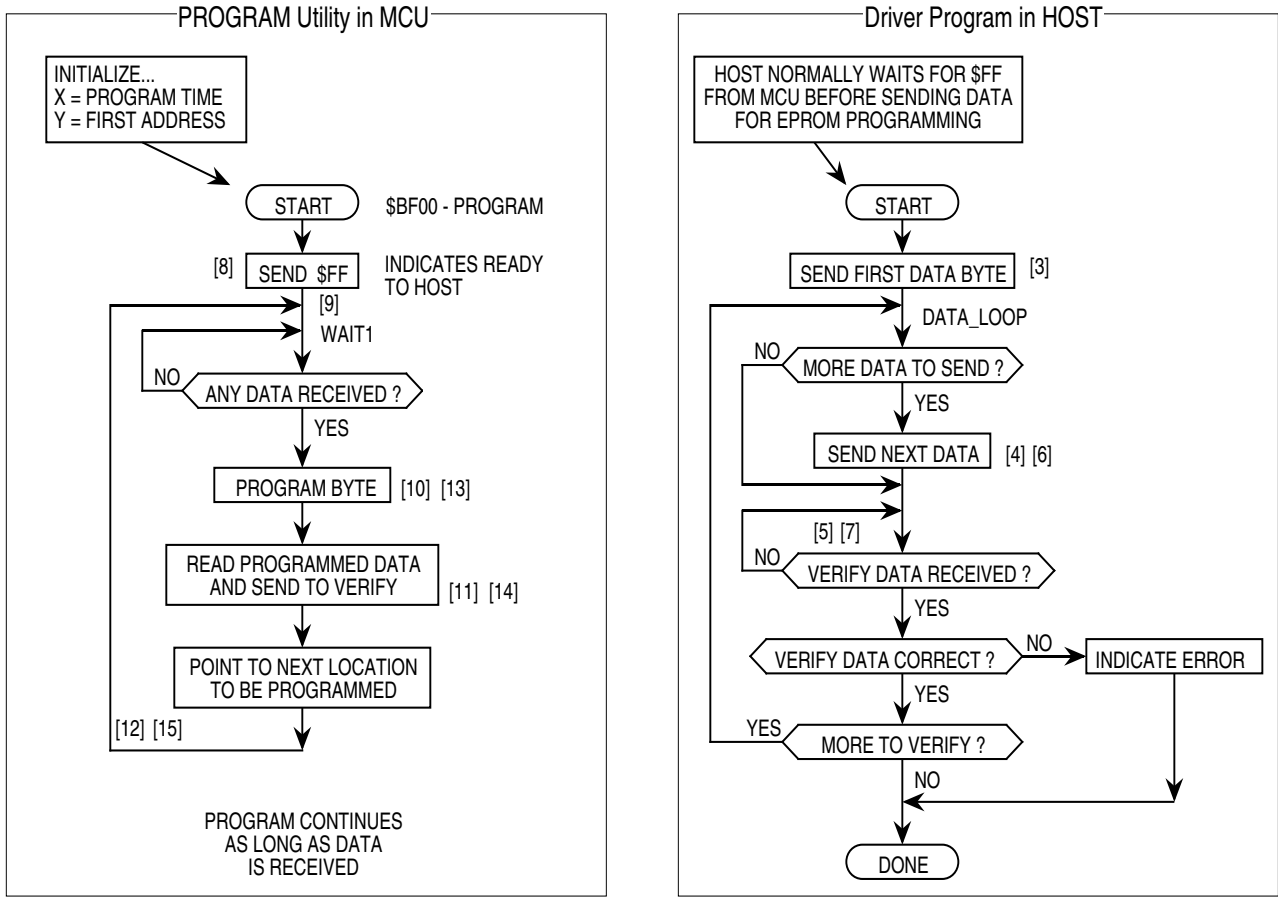 PROGRAM Utility in MCU
INITIALIZE...
X = PROGRAM TIME
Y = FIRST ADDRESS
START
$BF00 - PROGRAM
[8]
SEND $FF
INDICATES READY
TO HOST
[9]
WAIT1
NO
ANY DATA RECEIVED ?
YES
PROGRAM BYTE
[10] [13]
READ PROGRAMMED DATA
AND SEND TO VERIFY
[11] [14]
POINT TO NEXT LOCATION
TO BE PROGRAMMED
[12] [15]
PROGRAM CONTINUES
AS LONG AS DATA
IS RECEIVED
Driver Program in HOST
HOST NORMALLY WAITS FOR $FF
FROM MCU BEFORE SENDING DATA
FOR EPROM PROGRAMMING
START
SEND FIRST DATA BYTE
[3]
DATA_LOOP
NO
MORE DATA TO SEND ?
YES
SEND NEXT DATA
[4] [6]
[5] [7]
NO
VERIFY DATA RECEIVED ?
YES
VERIFY DATA CORRECT ?
NO
INDICATE ERROR
YES
YES
MORE TO VERIFY ?
NO
DONE